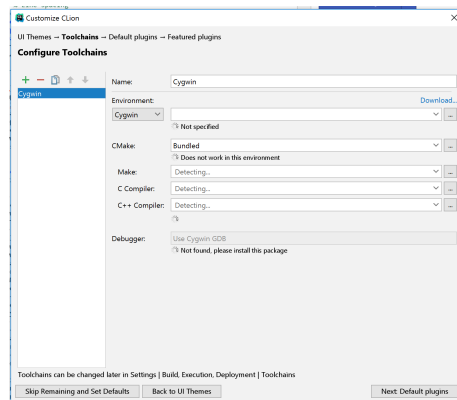 Customize CLion
UI Themes → Toolchains → Default plugins → Featured plugins
Configure Toolchains
Cygwin
Name: Cygwin
Environment: Download...
Cygwin ...
Not specified
CMake: Bundled ...
Does not work in this environment
Make: Detecting... ...
C Compiler: Detecting... ...
C++ Compiler: Detecting... ...
Debugger: Use Cygwin GDB
Not found, please install this package
Toolchains can be changed later in Settings | Build, Execution, Deployment | Toolchains
Skip Remaining and Set Defaults Back to UI Themes Next: Default plugins